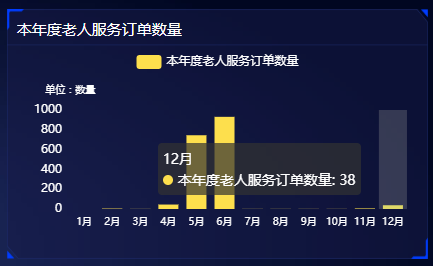 本年度老人服务订单数量
本年度老人服务订单数量
单位：数量
1000
800
600
400
200
0
12月
本年度老人服务订单数量: 38
1月 2月 3月 4月 5月 6月 7月 8月 9月 10月 11月 12月